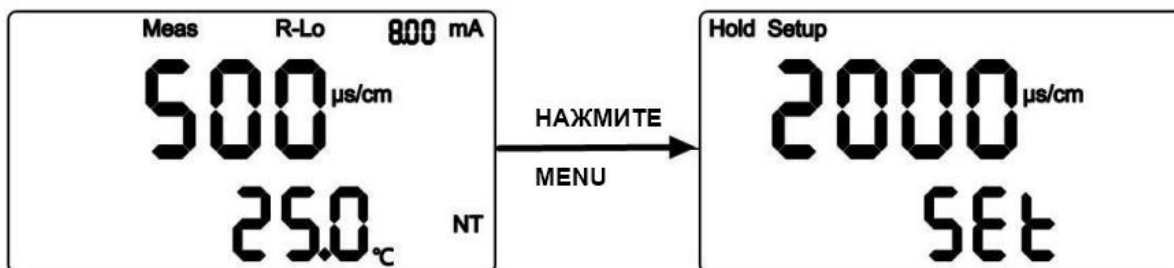 Meas R-Lo 8.00 mA
500 µs/cm
25.0 °C NT
НАЖМИТЕ
MENU
Hold Setup
2000 µs/cm
SEt